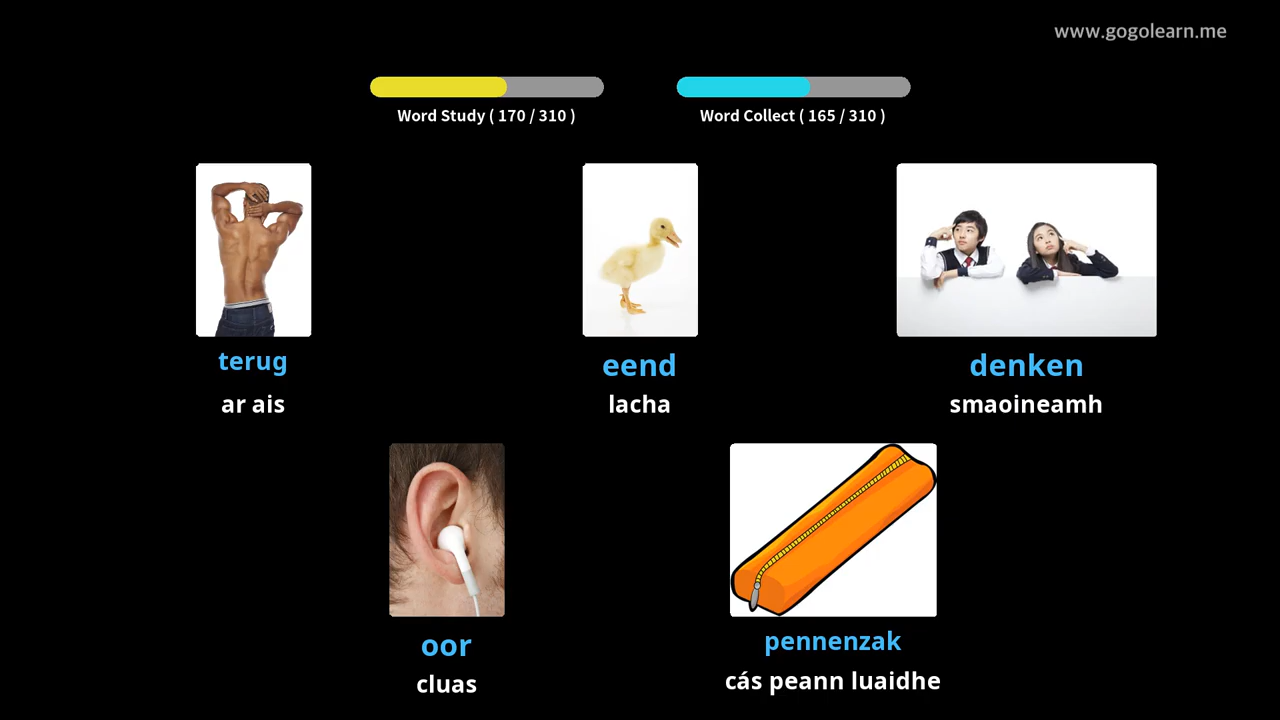 www.gogolearn.me
Word Study ( 170 / 310 )
Word Collect ( 165 / 310 )
terug
ar ais
eend
lacha
denken
smaoineamh
oor
cluas
pennenzak
cás peann luaidhe